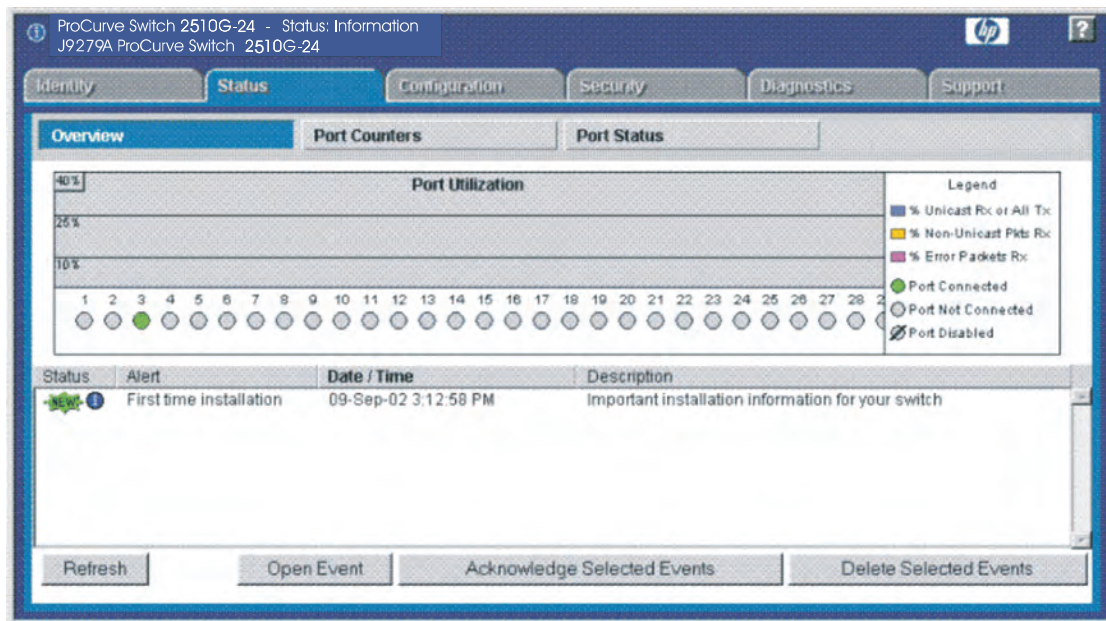 ProCurve Switch 2510G-24 - Status: Information
J9279A ProCurve Switch 2510G-24
hp
?
Identity Status Configuration Security Diagnostics Support
Overview Port Counters Port Status
Port Utilization
40%
25%
10%
1 2 3 4 5 6 7 8 9 10 11 12 13 14 15 16 17 18 19 20 21 22 23 24 25 26 27 28 2
Legend
% Unicast Rx or All Tx
% Non-Unicast Pkts Rx
% Error Packets Rx
Port Connected
Port Not Connected
Port Disabled
Status Alert Date / Time Description
NEW! First time installation 09-Sep-02 3:12:58 PM Important installation information for your switch
Refresh Open Event Acknowledge Selected Events Delete Selected Events